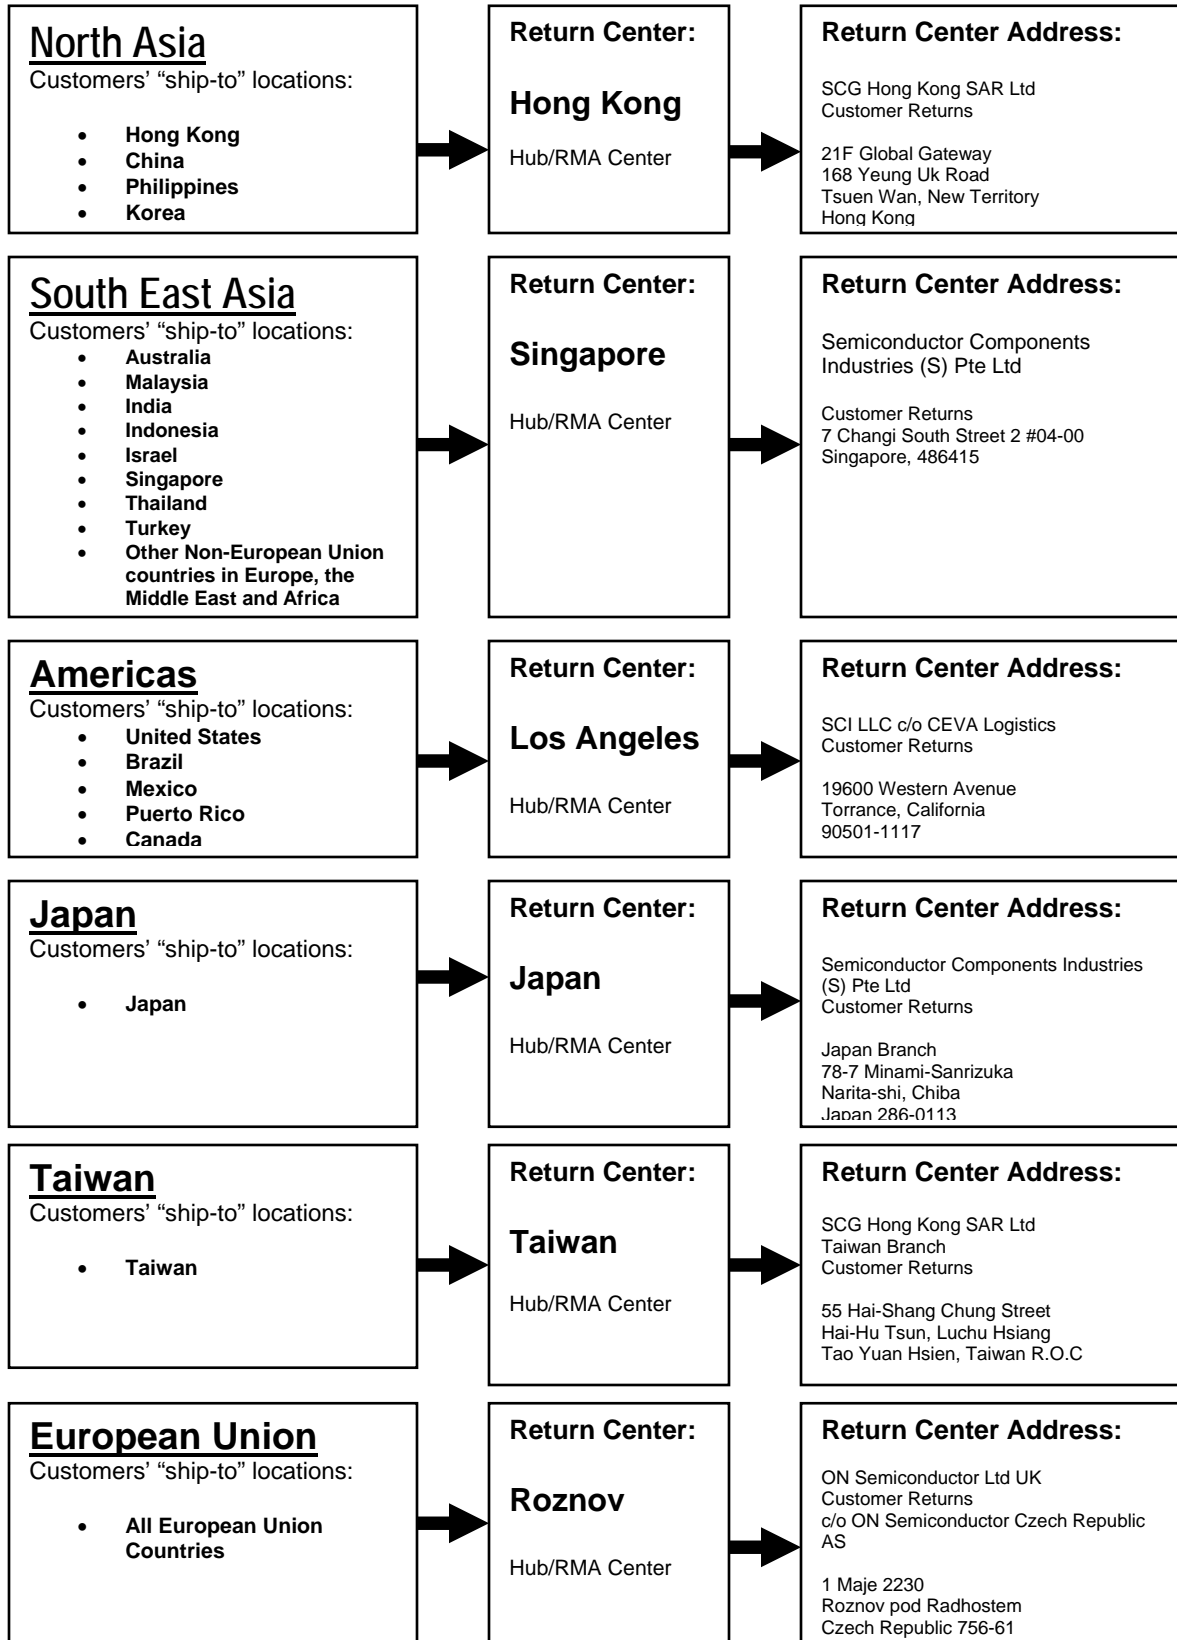 North Asia
Customers’ “ship-to” locations:
• Hong Kong
• China
• Philippines
• Korea
Return Center:
Hong Kong
Hub/RMA Center
Return Center Address:
SCG Hong Kong SAR Ltd
Customer Returns
21F Global Gateway
168 Yeung Uk Road
Tsuen Wan, New Territory
Hong Kong
South East Asia
Customers’ “ship-to” locations:
• Australia
• Malaysia
• India
• Indonesia
• Israel
• Singapore
• Thailand
• Turkey
• Other Non-European Union
countries in Europe, the
Middle East and Africa
Return Center:
Singapore
Hub/RMA Center
Return Center Address:
Semiconductor Components
Industries (S) Pte Ltd
Customer Returns
7 Changi South Street 2 #04-00
Singapore, 486415
Americas
Customers’ “ship-to” locations:
• United States
• Brazil
• Mexico
• Puerto Rico
• Canada
Return Center:
Los Angeles
Hub/RMA Center
Return Center Address:
SCI LLC c/o CEVA Logistics
Customer Returns
19600 Western Avenue
Torrance, California
90501-1117
Japan
Customers’ “ship-to” locations:
• Japan
Return Center:
Japan
Hub/RMA Center
Return Center Address:
Semiconductor Components Industries
(S) Pte Ltd
Customer Returns
Japan Branch
78-7 Minami-Sanrizuka
Narita-shi, Chiba
Japan 286-0113
Taiwan
Customers’ “ship-to” locations:
• Taiwan
Return Center:
Taiwan
Hub/RMA Center
Return Center Address:
SCG Hong Kong SAR Ltd
Taiwan Branch
Customer Returns
55 Hai-Shang Chung Street
Hai-Hu Tsun, Luchu Hsiang
Tao Yuan Hsien, Taiwan R.O.C
European Union
Customers’ “ship-to” locations:
• All European Union
Countries
Return Center:
Roznov
Hub/RMA Center
Return Center Address:
ON Semiconductor Ltd UK
Customer Returns
c/o ON Semiconductor Czech Republic
AS
1 Maje 2230
Roznov pod Radhostem
Czech Republic 756-61